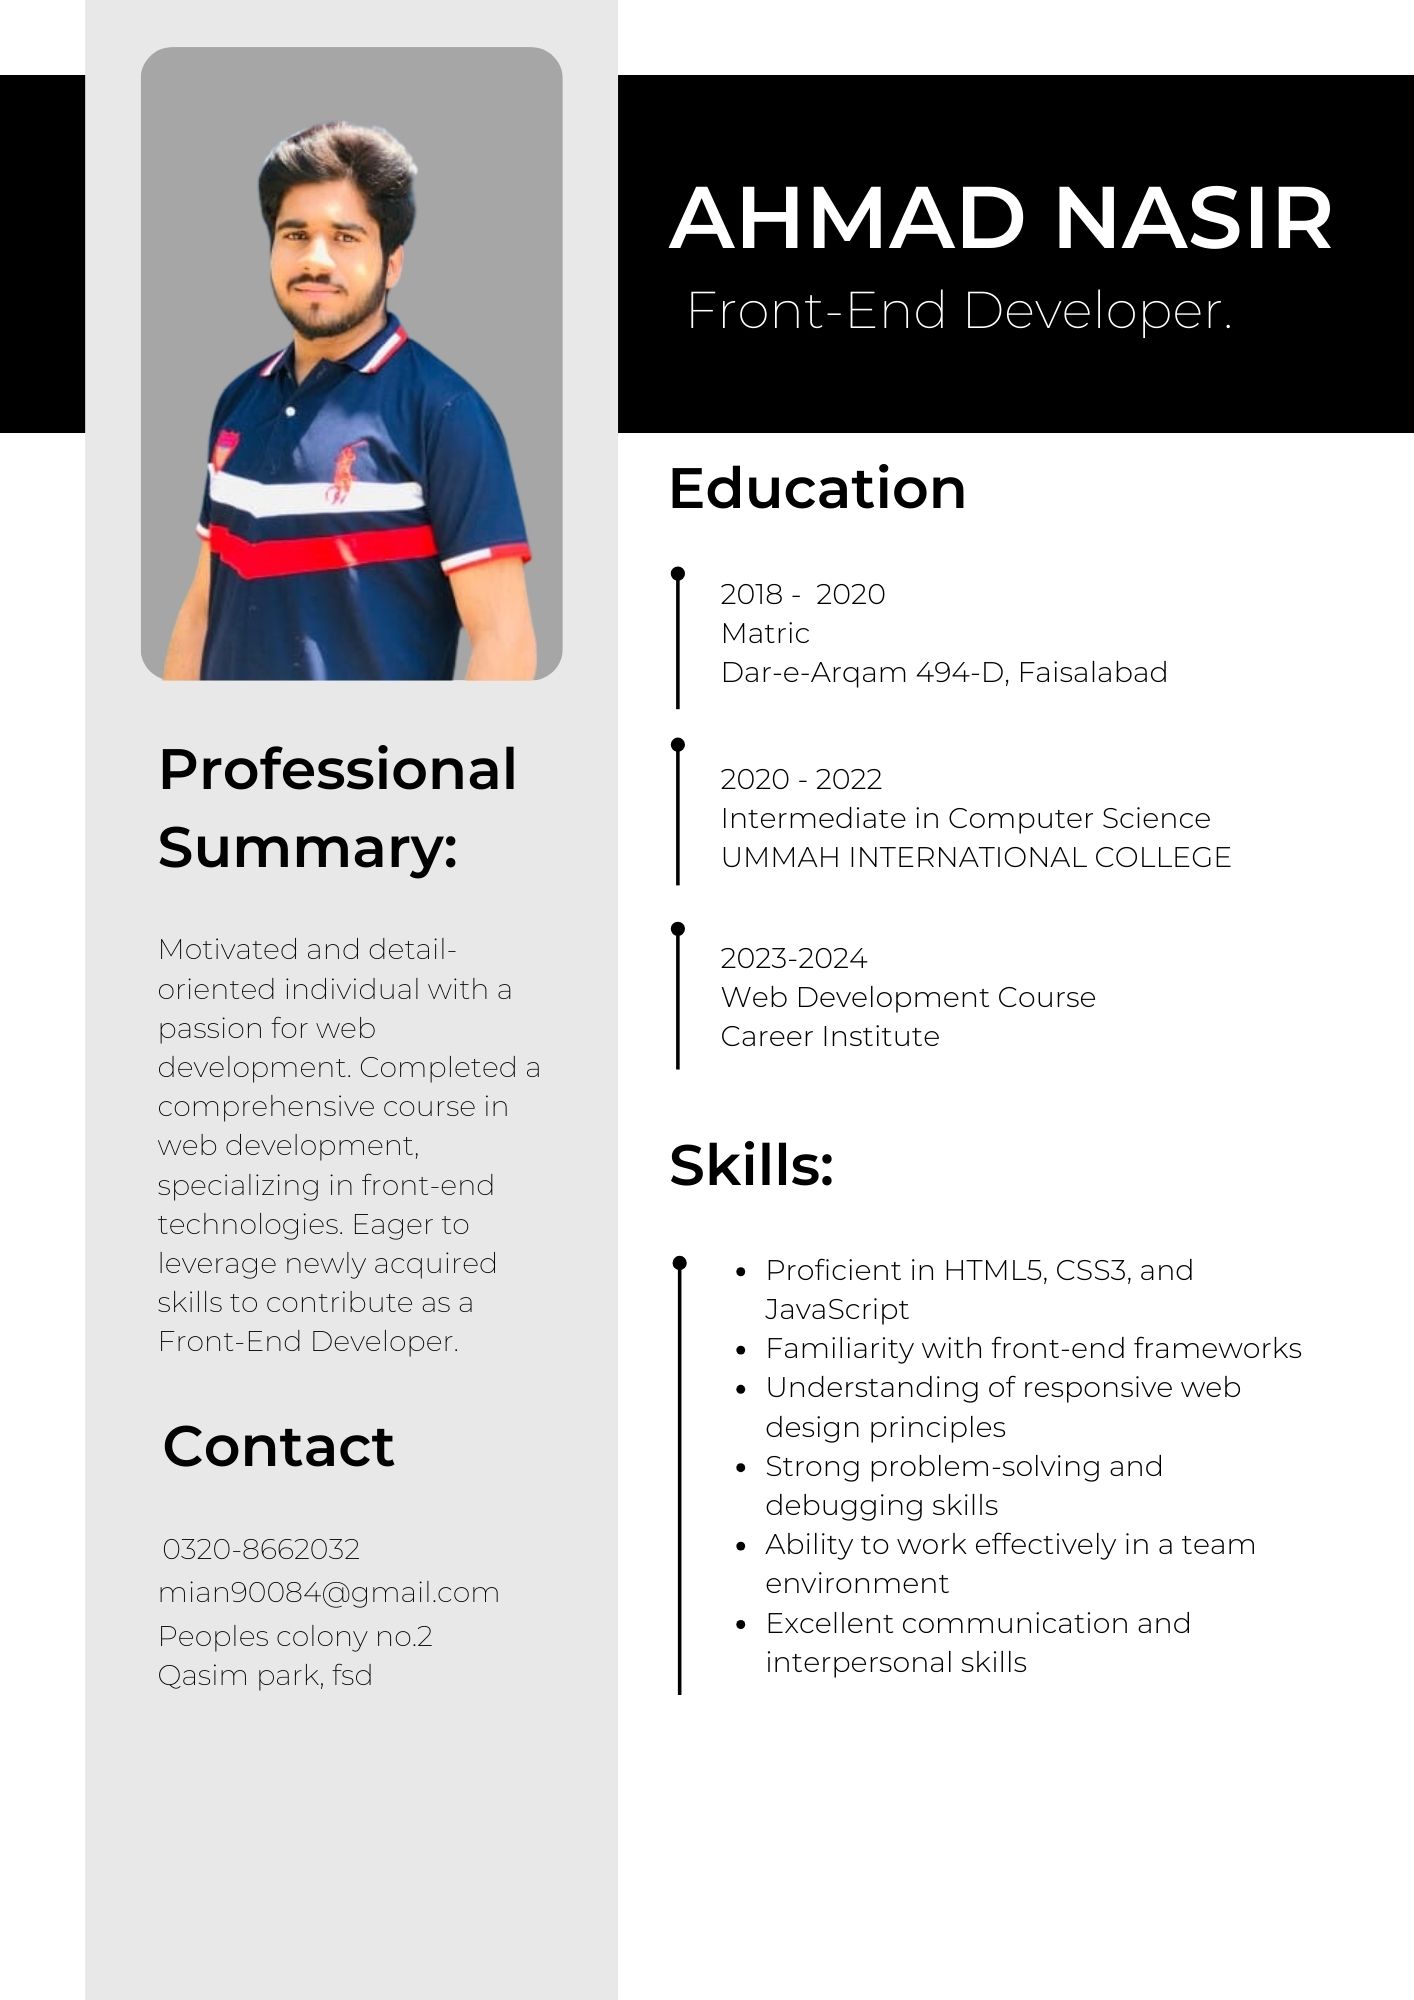 AHMAD NASIR
Front-End Developer.
Professional
Summary:
Motivated and detail-
oriented individual with a
passion for web
development. Completed a
comprehensive course in
web development,
specializing in front-end
technologies. Eager to
leverage newly acquired
skills to contribute as a
Front-End Developer.
Contact
0320-8662032
mian90084@gmail.com
Peoples colony no.2
Qasim park, fsd
Education
2018 -  2020
Matric
Dar-e-Arqam 494-D, Faisalabad
2020 - 2022
Intermediate in Computer Science
UMMAH INTERNATIONAL COLLEGE
2023-2024
Web Development Course
Career Institute
Skills:
• Proficient in HTML5, CSS3, and
JavaScript
• Familiarity with front-end frameworks
• Understanding of responsive web
design principles
• Strong problem-solving and
debugging skills
• Ability to work effectively in a team
environment
• Excellent communication and
interpersonal skills